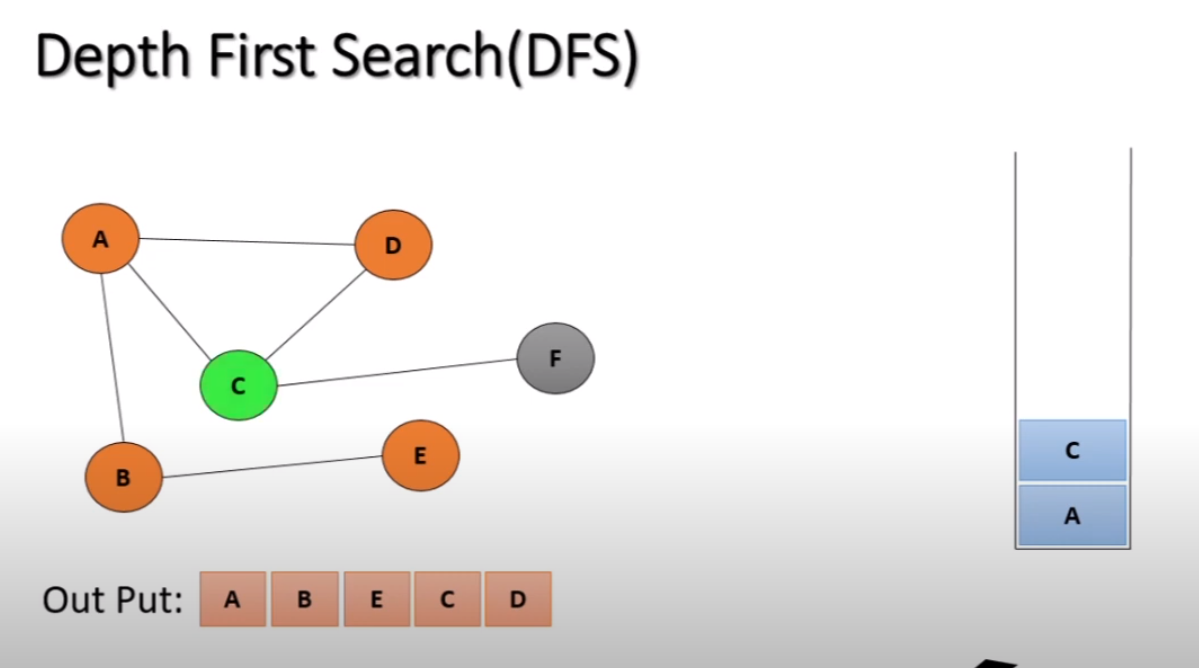 Depth First Search(DFS)
A
D
C
F
B
E
C
A
Out Put: A B E C D